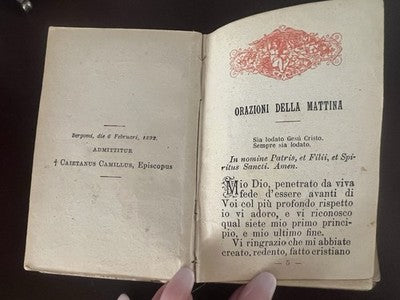 Bergomi, die 6 Februari, 1892.
ADMITTITUR
† CAIETANUS CAMILLUS, Episcopus
ORAZIONI DELLA MATTINA
Sia lodato Gesù Cristo.
Sempre sia lodato.
In nomine Patris, et Filii, et Spi
ritus Sancti. Amen.
Mio Dio, penetrato da viva
fede d'essere avanti di
Voi col più profondo rispetto
io vi adoro, e vi riconosco
qual siete mio primo princi-
pio, e mio ultimo fine.
Vi ringrazio che mi abbiate
creato, redento, fatto cristiano
— 5 —